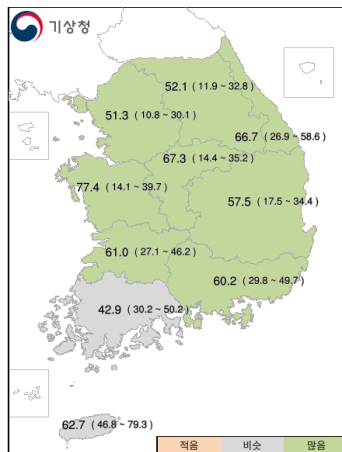 기상청
52.1 ( 11.9 ~ 32.8 )
51.3 ( 10.8 ~ 30.1 )
66.7 ( 26.9 ~ 58.6 )
67.3 ( 14.4 ~ 35.2 )
77.4 ( 14.1 ~ 39.7 )
57.5 ( 17.5 ~ 34.4 )
61.0 ( 27.1 ~ 46.2 )
60.2 ( 29.8 ~ 49.7 )
42.9 ( 30.2 ~ 50.2 )
62.7 ( 46.8 ~ 79.3 )
적음 비슷 많음